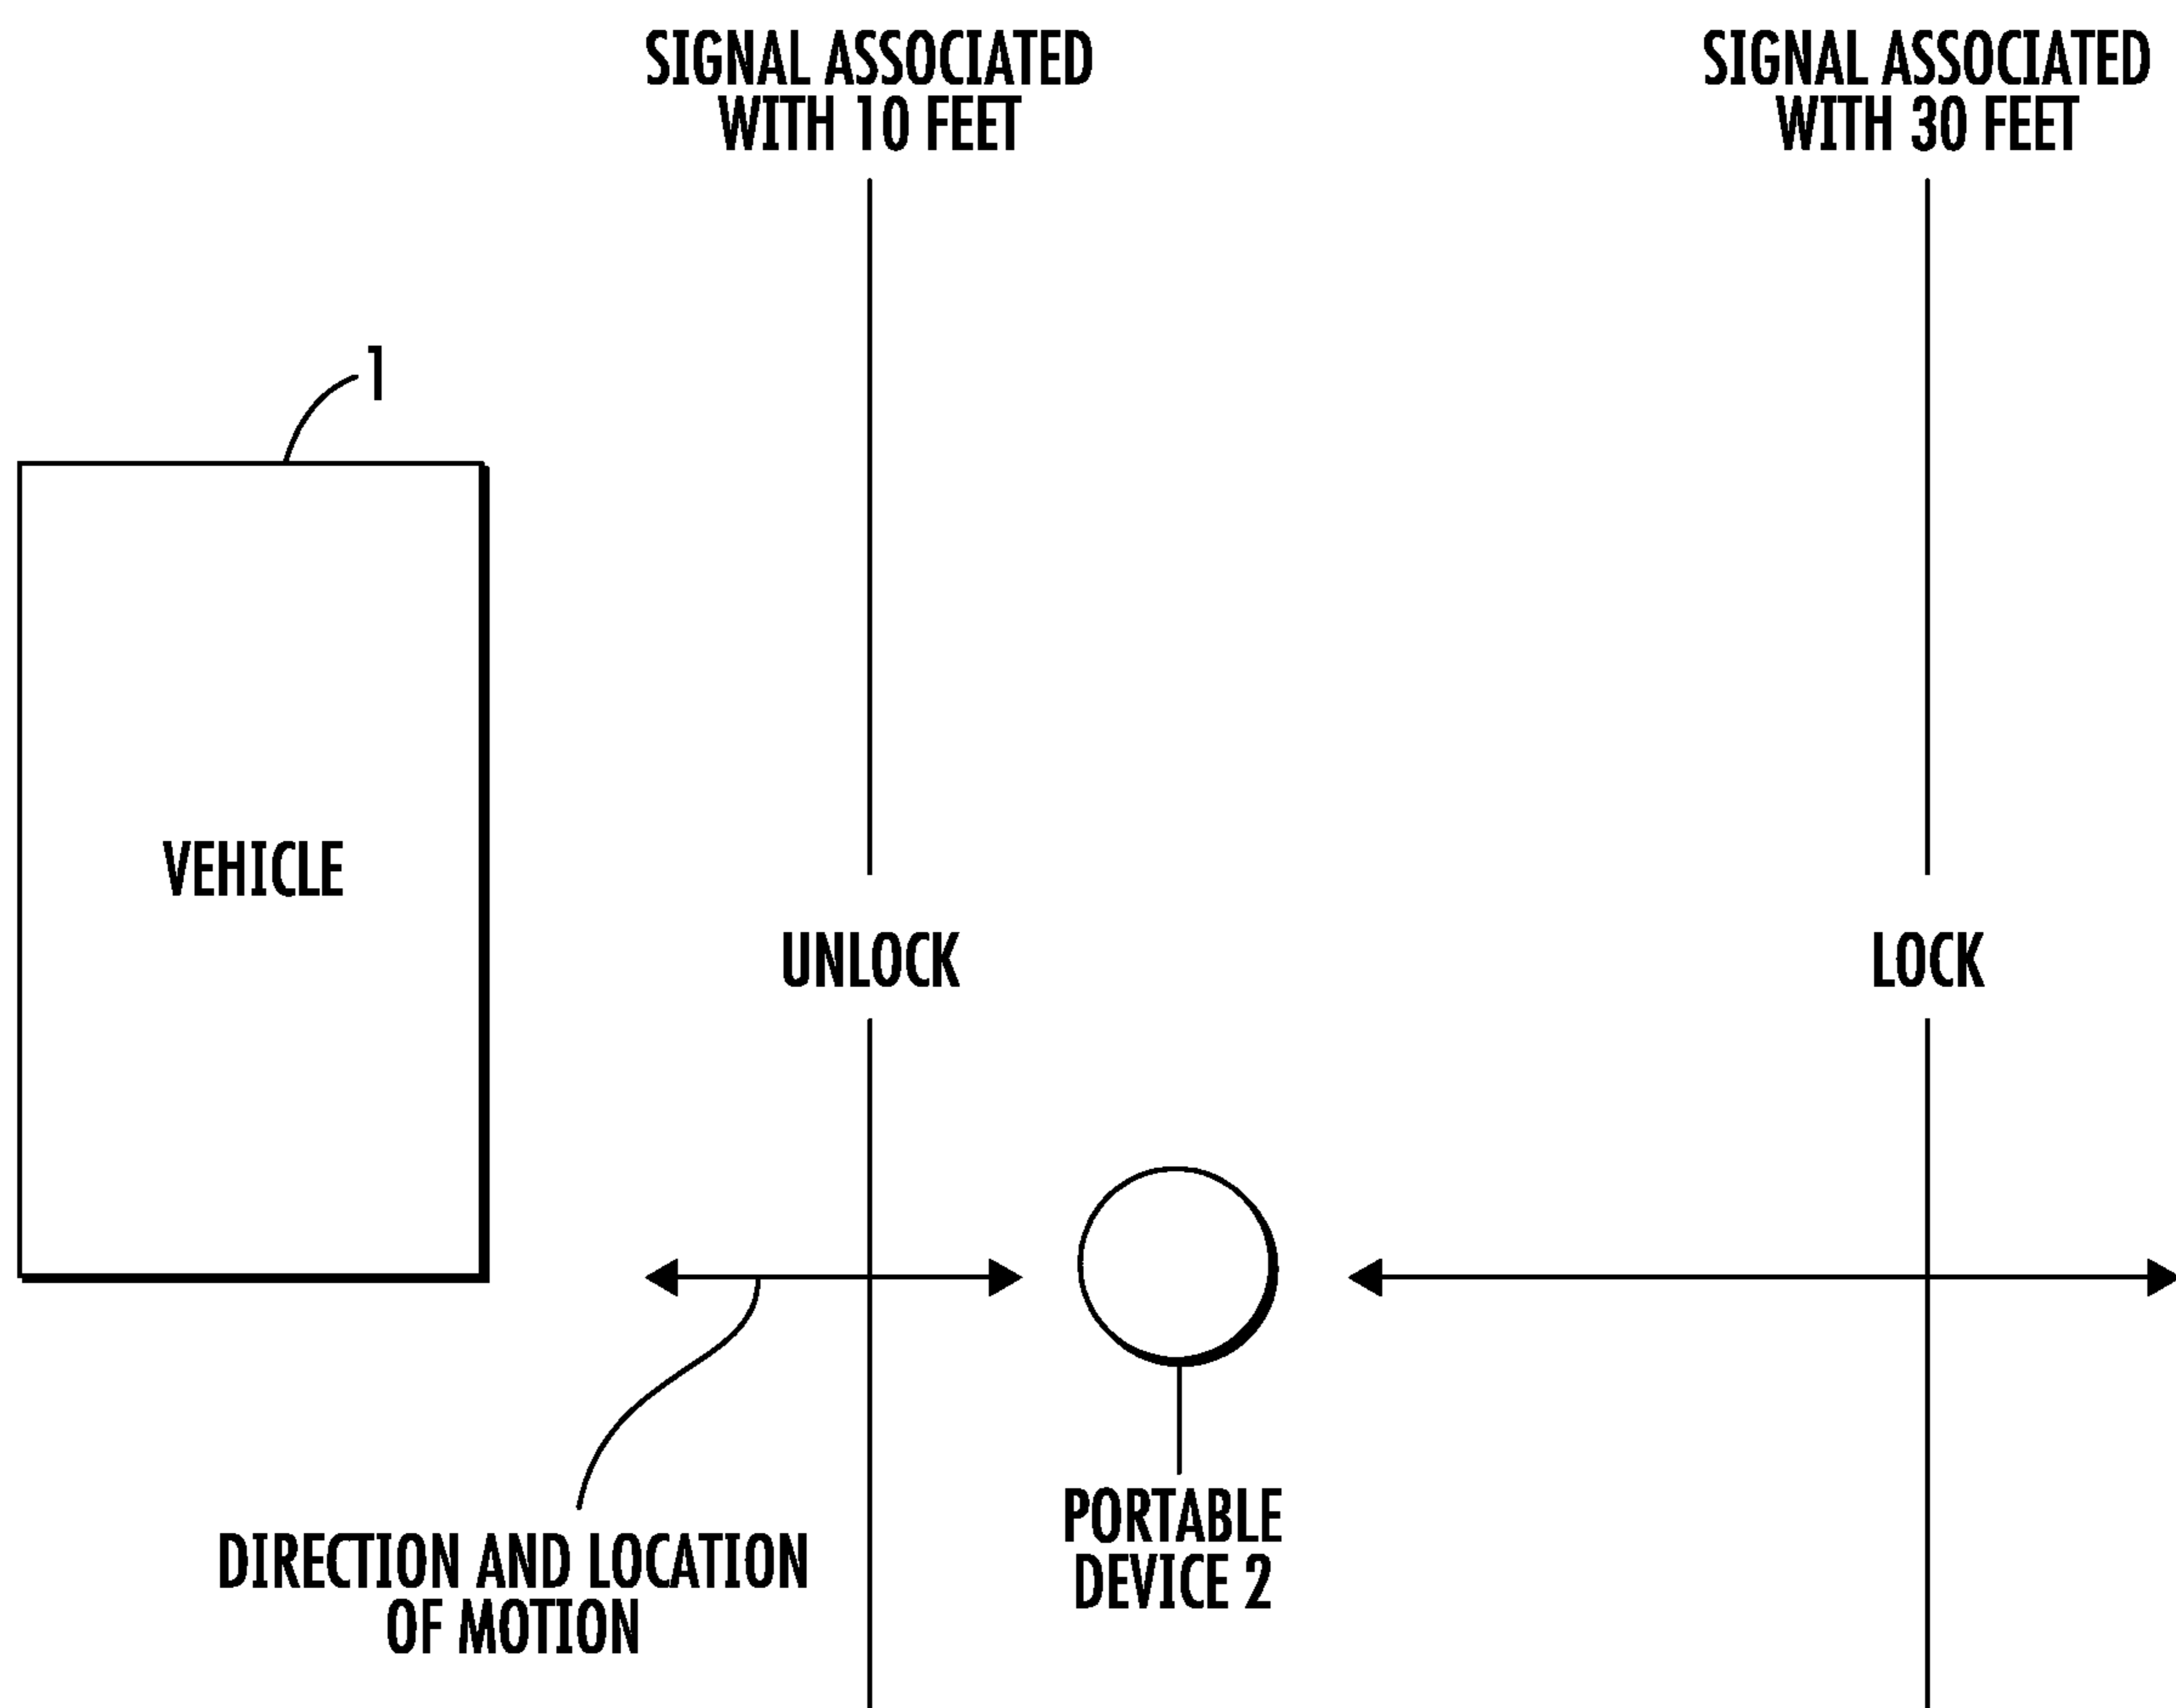 SIGNAL ASSOCIATED
WITH 10 FEET
SIGNAL ASSOCIATED
WITH 30 FEET
1
VEHICLE
UNLOCK
LOCK
PORTABLE
DEVICE 2
DIRECTION AND LOCATION
OF MOTION